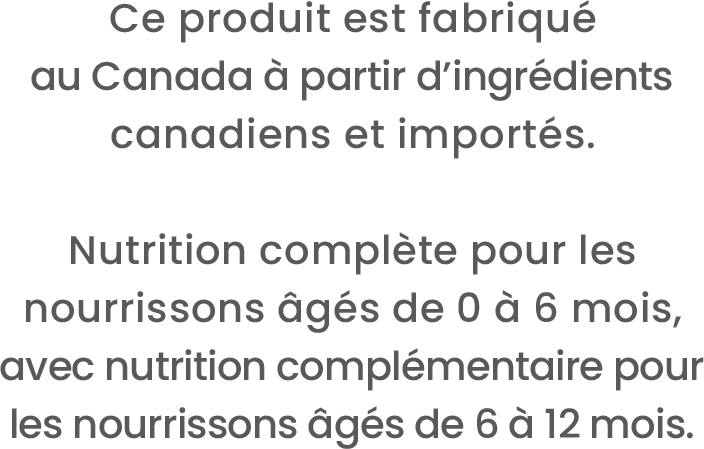 Ce produit est fabriqué
au Canada à partir d’ingrédients
canadiens et importés.
Nutrition complète pour les
nourrissons âgés de 0 à 6 mois,
avec nutrition complémentaire pour
les nourrissons âgés de 6 à 12 mois.